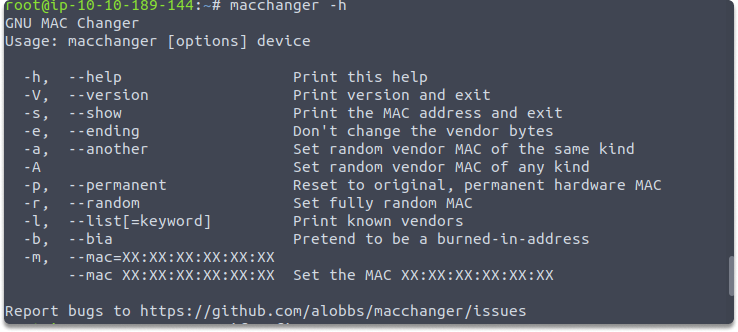 root@ip-10-10-189-144:~# macchanger -h
GNU MAC Changer
Usage: macchanger [options] device

  -h,  --help                   Print this help
  -V,  --version                Print version and exit
  -s,  --show                   Print the MAC address and exit
  -e,  --ending                 Don't change the vendor bytes
  -a,  --another                Set random vendor MAC of the same kind
  -A                            Set random vendor MAC of any kind
  -p,  --permanent              Reset to original, permanent hardware MAC
  -r,  --random                 Set fully random MAC
  -l,  --list[=keyword]         Print known vendors
  -b,  --bia                    Pretend to be a burned-in-address
  -m,  --mac=XX:XX:XX:XX:XX:XX
       --mac XX:XX:XX:XX:XX:XX  Set the MAC XX:XX:XX:XX:XX:XX

Report bugs to https://github.com/alobbs/macchanger/issues